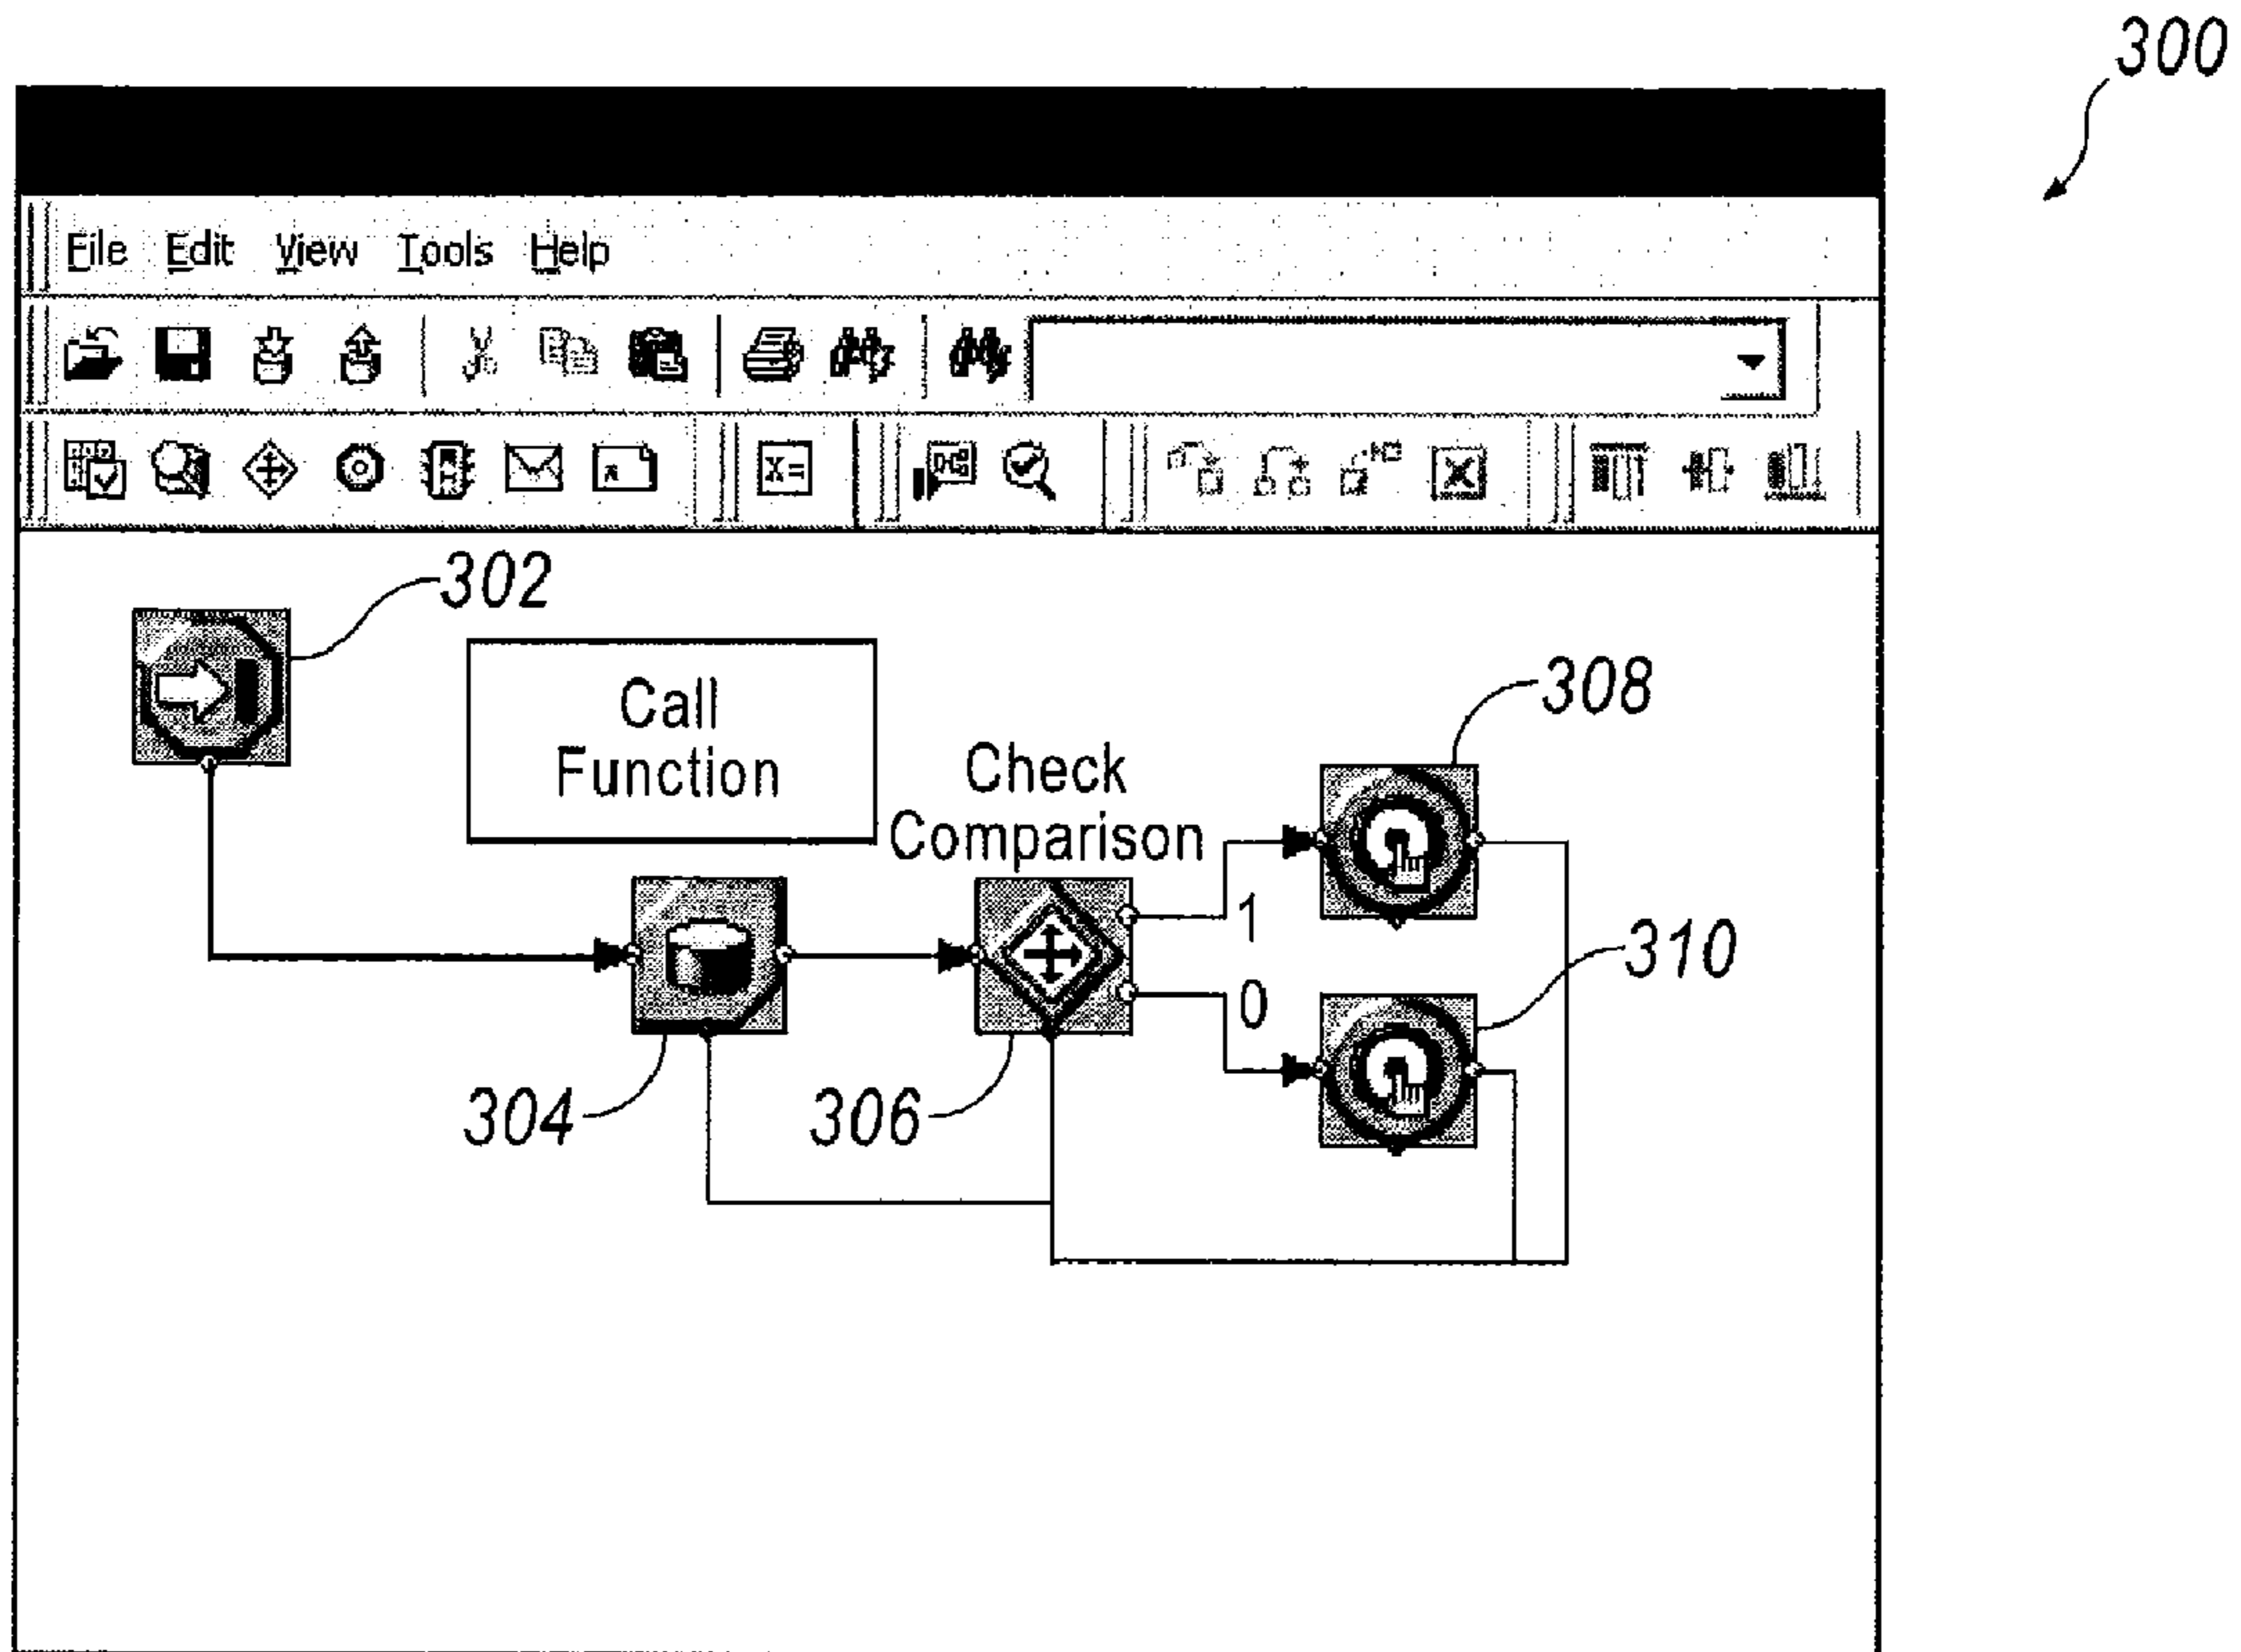 300
File Edit View Tools Help
X=
302
Call
Function
308
Check
Comparison
1
310
0
304
306